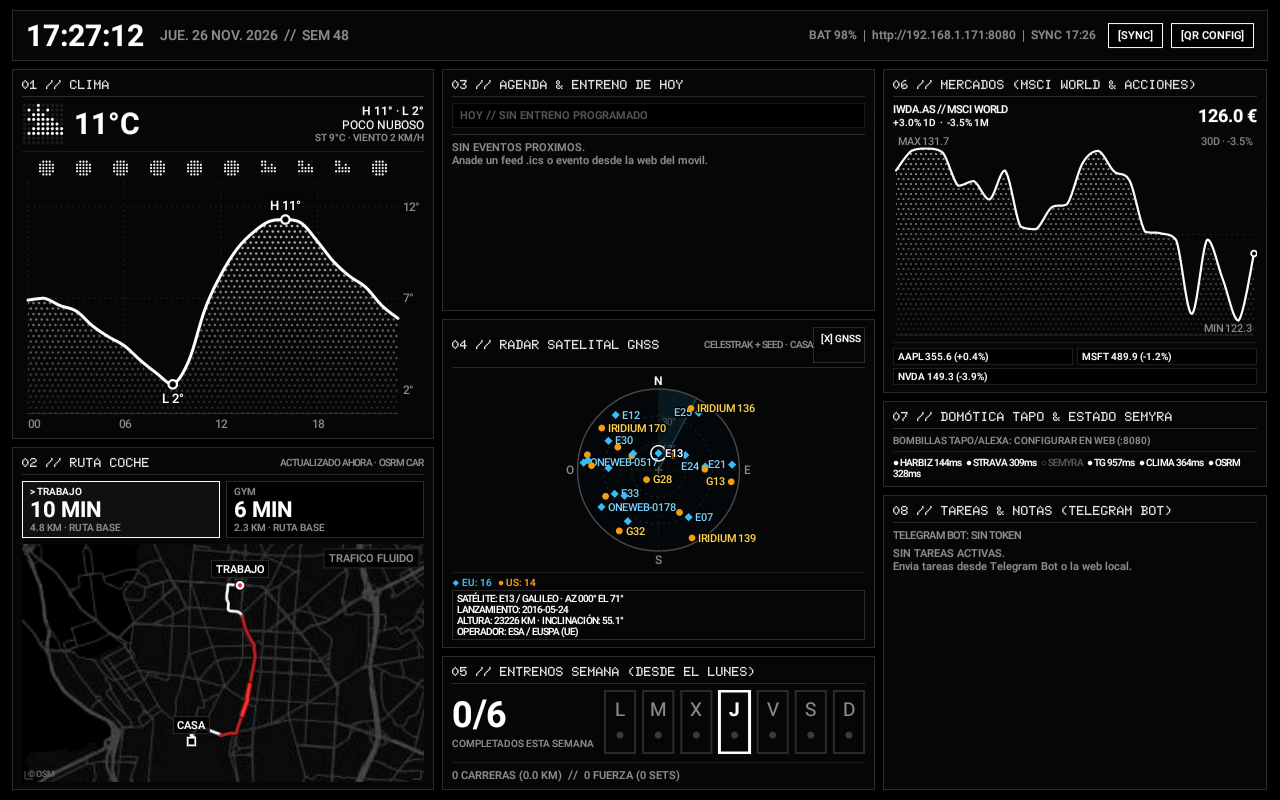 17:27:12 JUE. 26 NOV. 2026 // SEM 48
BAT 98% | http://192.168.1.171:8080 | SYNC 17:26 [SYNC] [QR CONFIG]
01 // CLIMA
11°C
H 11° · L 2°
POCO NUBOSO
ST 9°C · VIENTO 2 KM/H
H 11°
12°
7°
2°
L 2°
00 06 12 18
02 // RUTA COCHE
ACTUALIZADO AHORA · OSRM CAR
> TRABAJO
10 MIN
4.8 KM · RUTA BASE
GYM
6 MIN
2.3 KM · RUTA BASE
TRAFICO FLUIDO
TRABAJO
CASA
© OSM
03 // AGENDA & ENTRENO DE HOY
HOY // SIN ENTRENO PROGRAMADO
SIN EVENTOS PROXIMOS.
Anade un feed .ics o evento desde la web del movil.
04 // RADAR SATELITAL GNSS
CELESTRAK + SEED · CASA
[X] GNSS
N
E25
IRIDIUM 136
E12
30°
IRIDIUM 170
E30
E13
ONEWEB-0517
O
E24
E21
E
G28
G13
E33
ONEWEB-0178
E07
G32
IRIDIUM 139
S
EU: 16 US: 14
SATÉLITE: E13 / GALILEO · AZ 000° EL 71°
LANZAMIENTO: 2016-05-24
ALTURA: 23226 KM · INCLINACIÓN: 55.1°
OPERADOR: ESA / EUSPA (UE)
05 // ENTRENOS SEMANA (DESDE EL LUNES)
0/6
COMPLETADOS ESTA SEMANA
L M X J V S D
0 CARRERAS (0.0 KM) // 0 FUERZA (0 SETS)
06 // MERCADOS (MSCI WORLD & ACCIONES)
IWDA.AS // MSCI WORLD
+3.0% 1D · -3.5% 1M
126.0 €
MAX 131.7
30D · -3.5%
MIN 122.3
AAPL 355.6 (+0.4%)
MSFT 489.9 (-1.2%)
NVDA 149.3 (-3.9%)
07 // DOMÓTICA TAPO & ESTADO SEMYRA
BOMBILLAS TAPO/ALEXA: CONFIGURAR EN WEB (:8080)
● HARBIZ 144ms ● STRAVA 309ms ○ SEMYRA ● TG 957ms ● CLIMA 364ms ● OSRM
328ms
08 // TAREAS & NOTAS (TELEGRAM BOT)
TELEGRAM BOT: SIN TOKEN
SIN TAREAS ACTIVAS.
Envia tareas desde Telegram Bot o la web local.